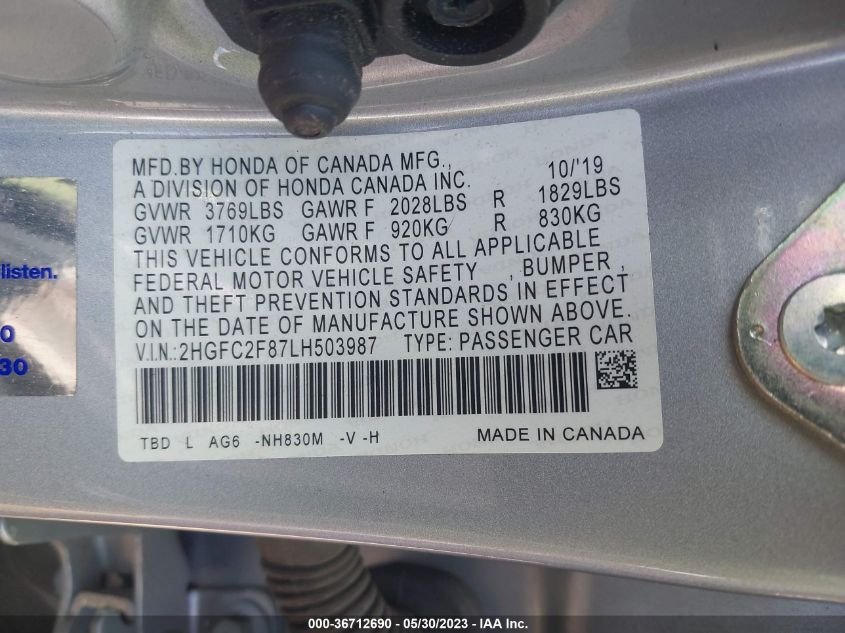 MFD.BY HONDA OF CANADA MFG., 10/'19
A DIVISION OF HONDA CANADA INC.
GVWR 3769LBS GAWR F 2028LBS R 1829LBS
GVWR 1710KG GAWR F 920KG R 830KG
THIS VEHICLE CONFORMS TO ALL APPLICABLE
FEDERAL MOTOR VEHICLE SAFETY , BUMPER ,
AND THEFT PREVENTION STANDARDS IN EFFECT
ON THE DATE OF MANUFACTURE SHOWN ABOVE.
V.I.N.:2HGFC2F87LH503987 TYPE: PASSENGER CAR
TBD L AG6 -NH830M -V -H MADE IN CANADA
listen.
0
30
000-36712690 - 05/30/2023 - IAA Inc.